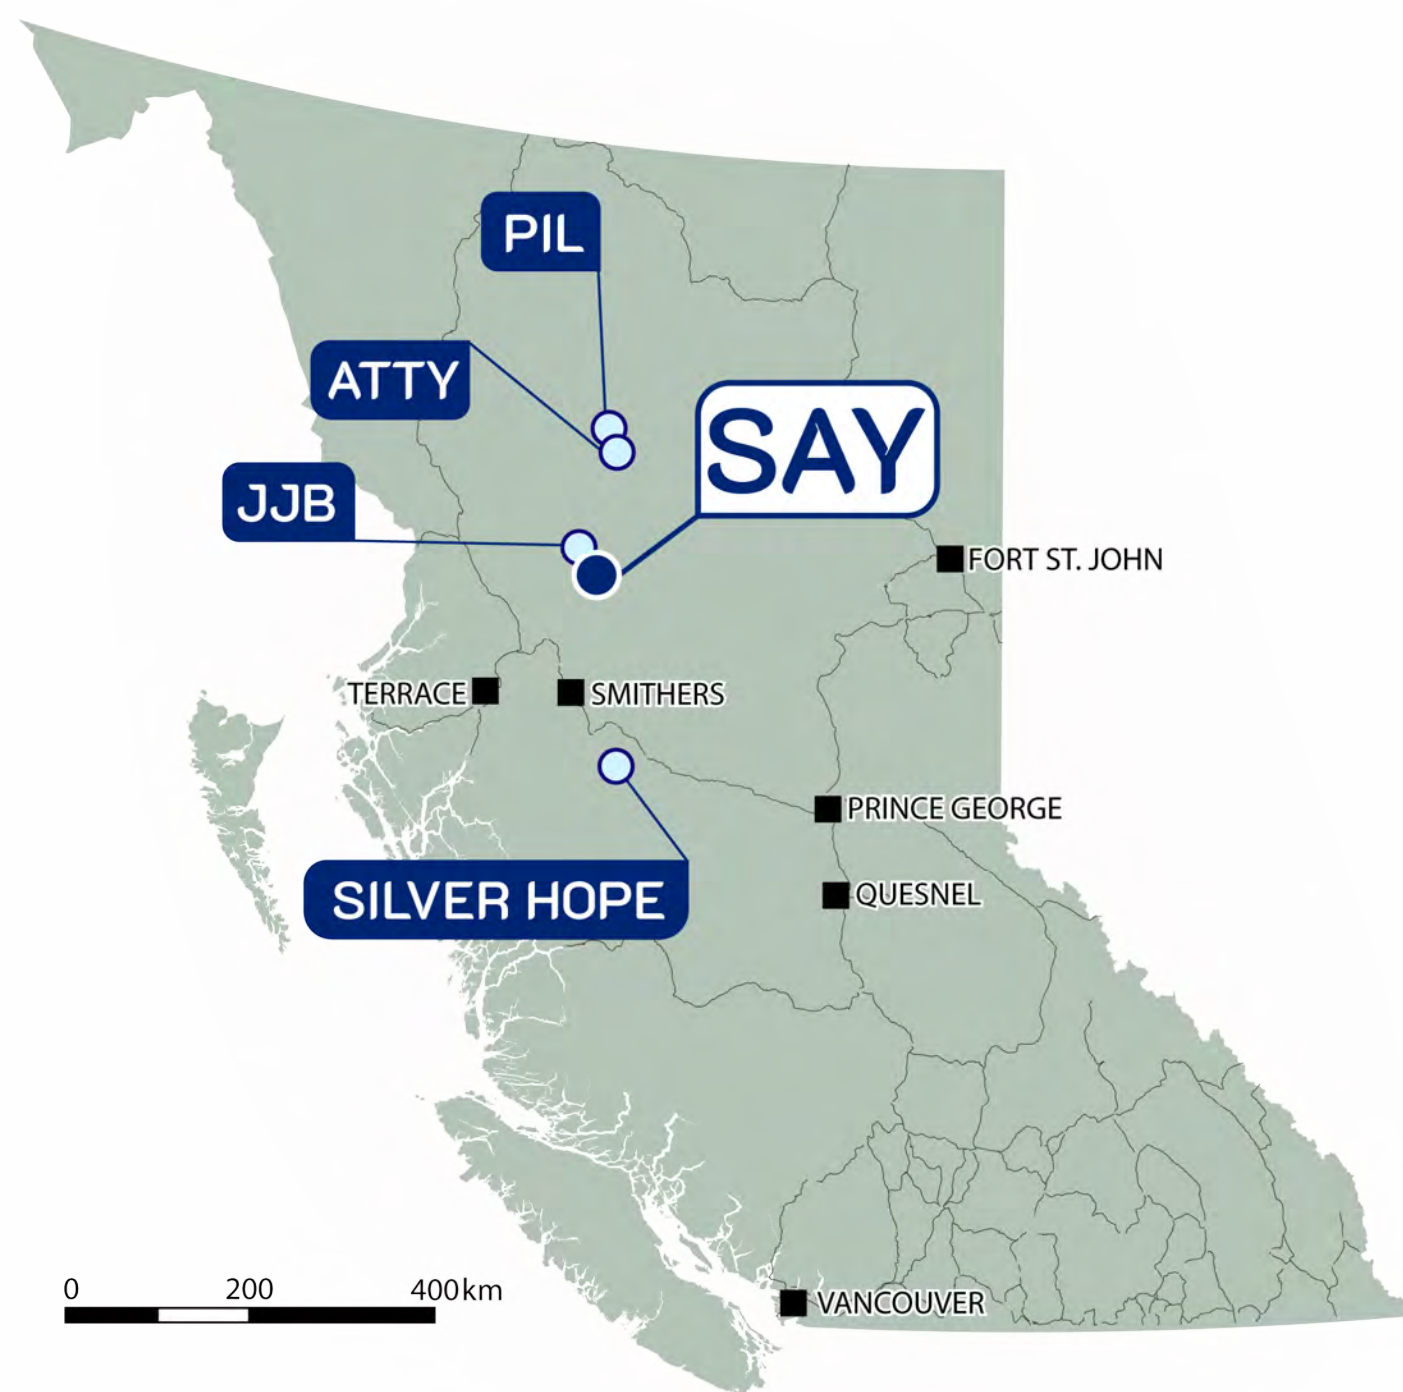 PIL
ATTY
SAY
JJB
FORT ST. JOHN
TERRACE
SMITHERS
PRINCE GEORGE
SILVER HOPE
QUESNEL
0 200 400km
VANCOUVER